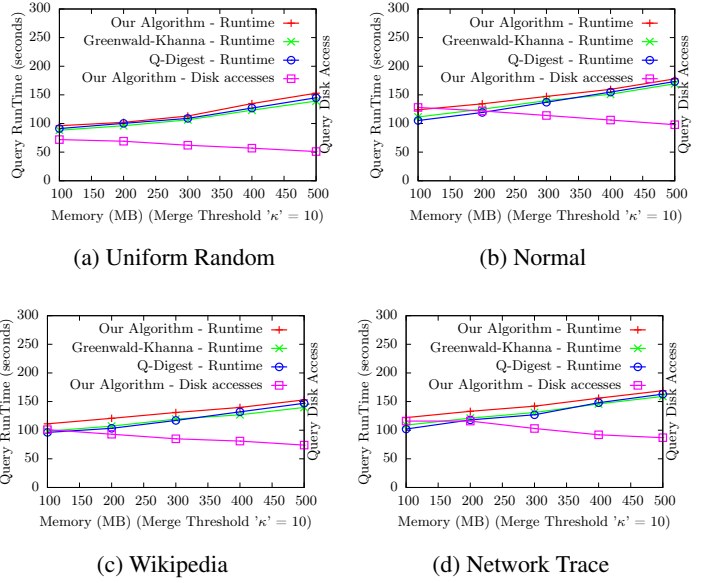 Query RunTime (seconds)
300
250
200
150
100
50
0
Our Algorithm - Runtime
Greenwald-Khanna - Runtime
Q-Digest - Runtime
Our Algorithm - Disk accesses
Query Disk Access
100 150 200 250 300 350 400 450 500
Memory (MB) (Merge Threshold 'κ' = 10)
(a) Uniform Random
Query RunTime (seconds)
300
250
200
150
100
50
0
Our Algorithm - Runtime
Greenwald-Khanna - Runtime
Q-Digest - Runtime
Our Algorithm - Disk accesses
Query Disk Access
100 150 200 250 300 350 400 450 500
Memory (MB) (Merge Threshold 'κ' = 10)
(b) Normal
Query RunTime (seconds)
300
250
200
150
100
50
0
Our Algorithm - Runtime
Greenwald-Khanna - Runtime
Q-Digest - Runtime
Our Algorithm - Disk accesses
Query Disk Access
100 150 200 250 300 350 400 450 500
Memory (MB) (Merge Threshold 'κ' = 10)
(c) Wikipedia
Query RunTime (seconds)
300
250
200
150
100
50
0
Our Algorithm - Runtime
Greenwald-Khanna - Runtime
Q-Digest - Runtime
Our Algorithm - Disk accesses
Query Disk Access
100 150 200 250 300 350 400 450 500
Memory (MB) (Merge Threshold 'κ' = 10)
(d) Network Trace